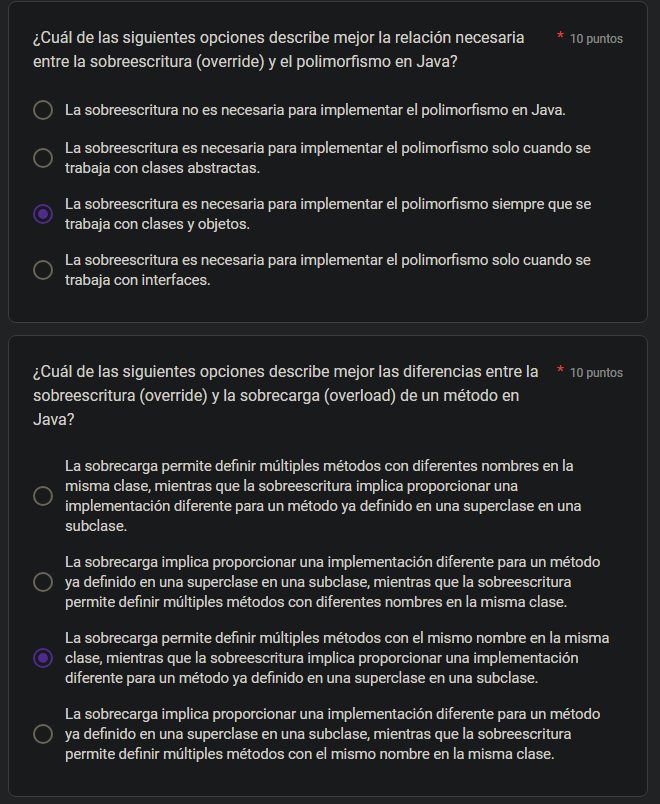 ¿Cuál de las siguientes opciones describe mejor la relación necesaria * 10 puntos
entre la sobreescritura (override) y el polimorfismo en Java?
La sobreescritura no es necesaria para implementar el polimorfismo en Java.
La sobreescritura es necesaria para implementar el polimorfismo solo cuando se
trabaja con clases abstractas.
La sobreescritura es necesaria para implementar el polimorfismo siempre que se
trabaja con clases y objetos.
La sobreescritura es necesaria para implementar el polimorfismo solo cuando se
trabaja con interfaces.
¿Cuál de las siguientes opciones describe mejor las diferencias entre la * 10 puntos
sobreescritura (override) y la sobrecarga (overload) de un método en
Java?
La sobrecarga permite definir múltiples métodos con diferentes nombres en la
misma clase, mientras que la sobreescritura implica proporcionar una
implementación diferente para un método ya definido en una superclase en una
subclase.
La sobrecarga implica proporcionar una implementación diferente para un método
ya definido en una superclase en una subclase, mientras que la sobreescritura
permite definir múltiples métodos con diferentes nombres en la misma clase.
La sobrecarga permite definir múltiples métodos con el mismo nombre en la misma
clase, mientras que la sobreescritura implica proporcionar una implementación
diferente para un método ya definido en una superclase en una subclase.
La sobrecarga implica proporcionar una implementación diferente para un método
ya definido en una superclase en una subclase, mientras que la sobreescritura
permite definir múltiples métodos con el mismo nombre en la misma clase.